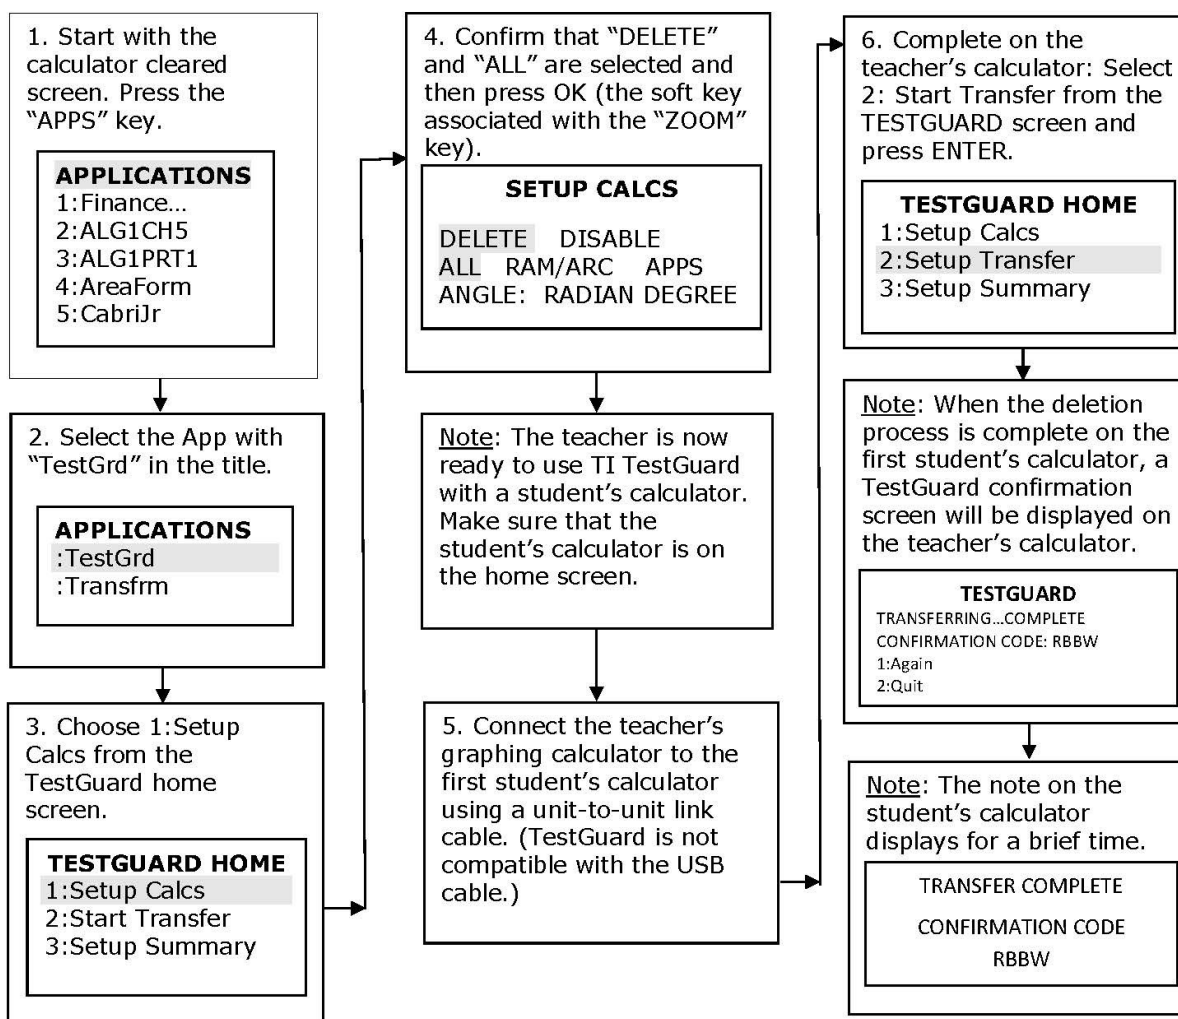 1. Start with the
calculator cleared
screen. Press the
“APPS” key.
APPLICATIONS
1:Finance...
2:ALG1CH5
3:ALG1PRT1
4:AreaForm
5:CabriJr
2. Select the App with
“TestGrd” in the title.
APPLICATIONS
:TestGrd
:Transfrm
3. Choose 1:Setup
Calcs from the
TestGuard home
screen.
TESTGUARD HOME
1:Setup Calcs
2:Start Transfer
3:Setup Summary
4. Confirm that “DELETE”
and “ALL” are selected and
then press OK (the soft key
associated with the “ZOOM”
key).
SETUP CALCS
DELETE DISABLE
ALL RAM/ARC APPS
ANGLE: RADIAN DEGREE
Note: The teacher is now
ready to use TI TestGuard
with a student’s calculator.
Make sure that the
student’s calculator is on
the home screen.
5. Connect the teacher’s
graphing calculator to the
first student’s calculator
using a unit-to-unit link
cable. (TestGuard is not
compatible with the USB
cable.)
6. Complete on the
teacher’s calculator: Select
2: Start Transfer from the
TESTGUARD screen and
press ENTER.
TESTGUARD HOME
1:Setup Calcs
2:Setup Transfer
3:Setup Summary
Note: When the deletion
process is complete on the
first student’s calculator, a
TestGuard confirmation
screen will be displayed on
the teacher’s calculator.
TESTGUARD
TRANSFERRING...COMPLETE
CONFIRMATION CODE: RBBW
1:Again
2:Quit
Note: The note on the
student’s calculator
displays for a brief time.
TRANSFER COMPLETE
CONFIRMATION CODE
RBBW